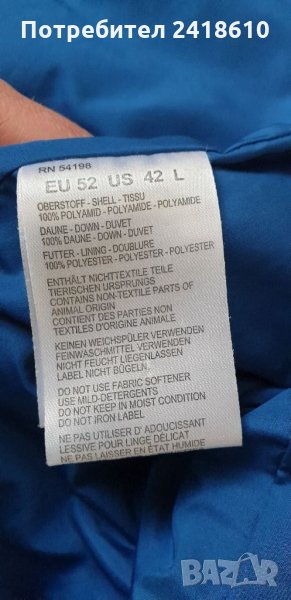 Потребител 2418610
RN 54198
EU 52 US 42 L
OBERSTOFF - SHELL - TISSU
100% POLYAMID - POLYAMIDE - POLYAMIDE
DAUNE - DOWN - DUVET
100% DAUNE - DOWN - DUVET
FUTTER - LINING - DOUBLURE
100% POLYESTER - POLYESTER - POLYESTER
ENTHÄLT NICHTTEXTILE TEILE
TIERISCHEN URSPRUNGS
CONTAINS NON-TEXTILE PARTS OF
ANIMAL ORIGIN
CONTIENT DES PARTIES NON
TEXTILES D'ORIGINE ANIMALE
KEINEN WEICHSPÜLER VERWENDEN
FEINWASCHMITTEL VERWENDEN
NICHT FEUCHT LIEGENLASSEN
LABEL NICHT BÜGELN
DO NOT USE FABRIC SOFTENER
USE MILD-DETERGENTS
DO NOT KEEP IN MOIST CONDITION
DO NOT IRON LABEL
NE PAS UTILISER D' ADOUCISSANT
LESSIVE POUR LINGE DÉLICAT
NE PAS LAISSER EN ÉTAT HUMIDE
BAZAR